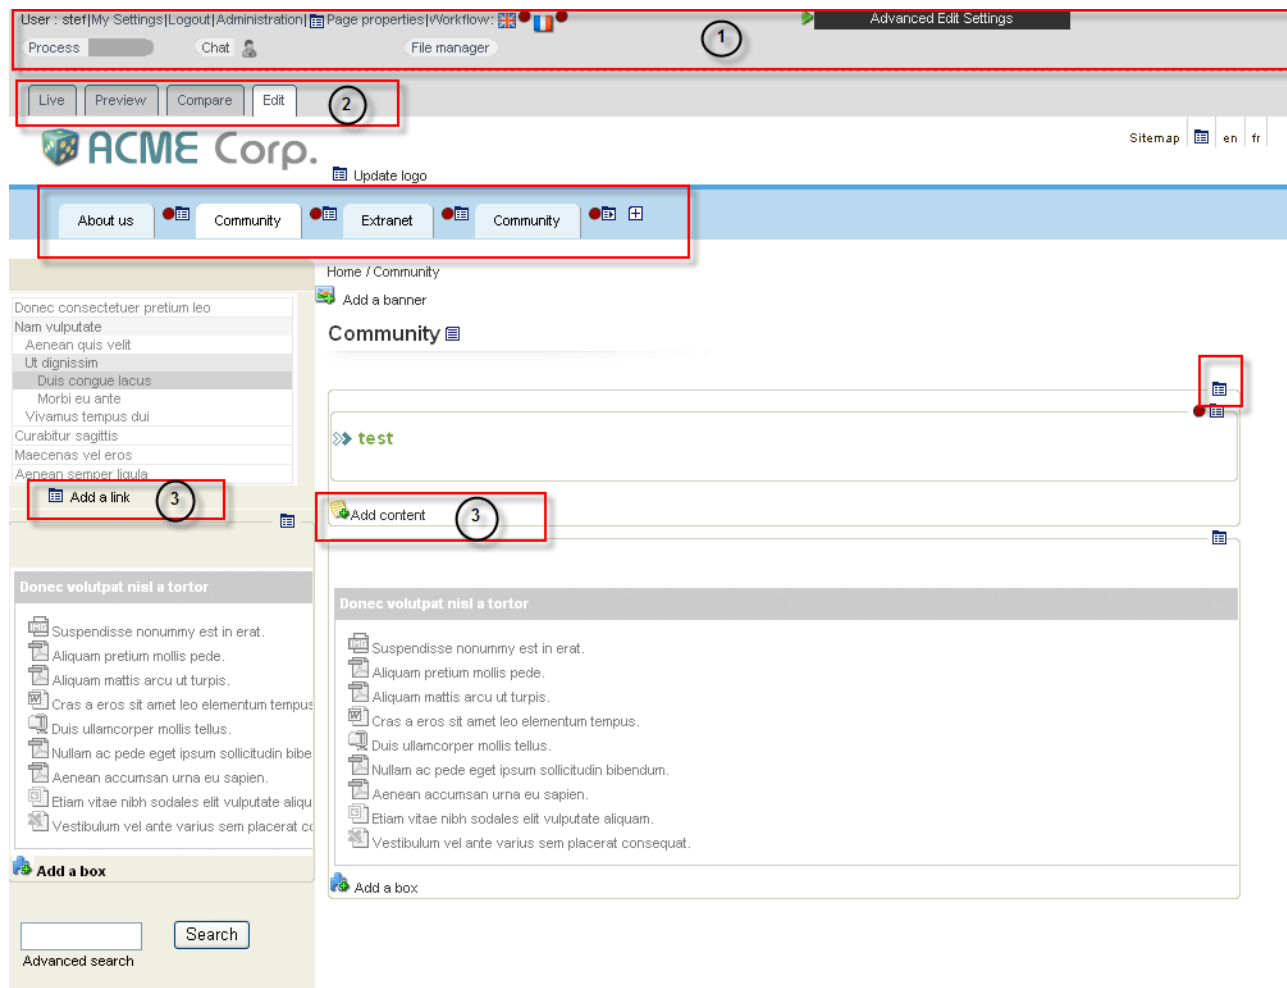 User : stef|My Settings|Logout|Administration| Page properties|Workflow:
Advanced Edit Settings
Process Chat File manager
1
Live Preview Compare Edit
2
ACME Corp.
Sitemap en fr
Update logo
About us Community Extranet Community
Home / Community
Add a banner
Community
Donec consectetuer pretium leo
Nam vulputate
Aenean quis velit
Ut dignissim
Duis congue lacus
Morbi eu ante
Vivamus tempus dui
Curabitur sagittis
Maecenas vel eros
Aenean semper ligula
Add a link
3
test
Add content
3
Donec volutpat nisl a tortor
Suspendisse nonummy est in erat.
Aliquam pretium mollis pede.
Aliquam mattis arcu ut turpis.
Cras a eros sit amet leo elementum tempus
Duis ullamcorper mollis tellus.
Nullam ac pede eget ipsum sollicitudin bibe
Aenean accumsan urna eu sapien.
Etiam vitae nibh sodales elit vulputate aliqu
Vestibulum vel ante varius sem placerat co
Add a box
Search
Advanced search
Donec volutpat nisl a tortor
Suspendisse nonummy est in erat.
Aliquam pretium mollis pede.
Aliquam mattis arcu ut turpis.
Cras a eros sit amet leo elementum tempus.
Duis ullamcorper mollis tellus.
Nullam ac pede eget ipsum sollicitudin bibendum.
Aenean accumsan urna eu sapien.
Etiam vitae nibh sodales elit vulputate aliquam.
Vestibulum vel ante varius sem placerat consequat.
Add a box